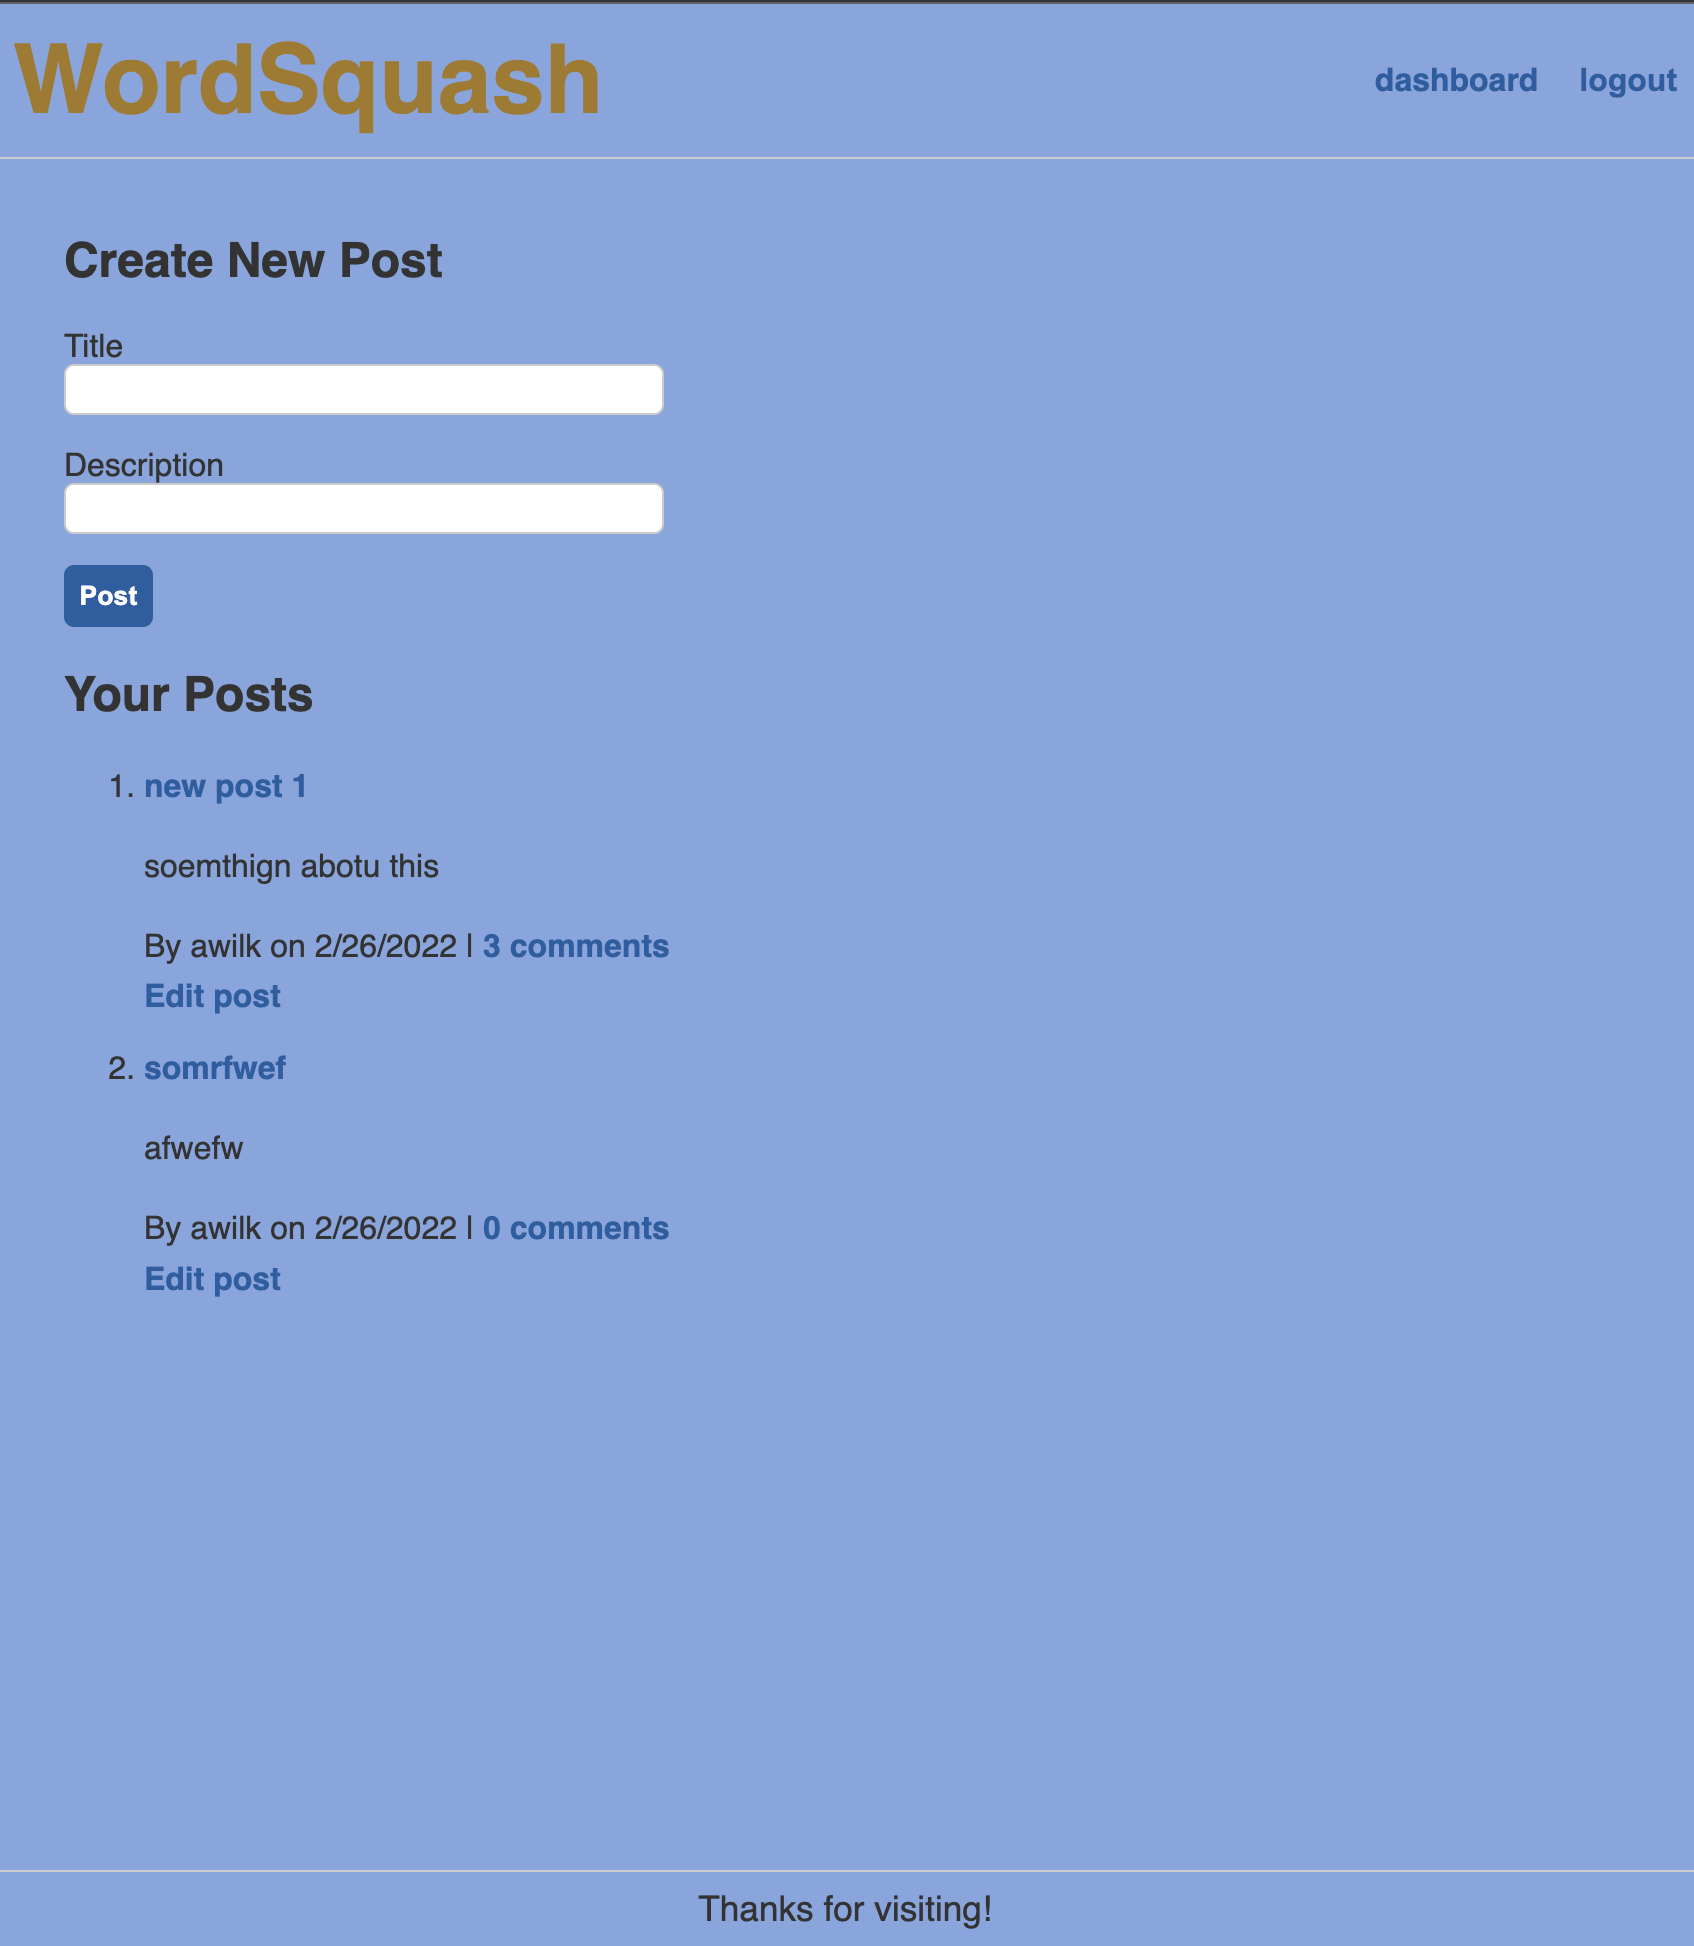 WordSquash
dashboard logout
Create New Post
Title
Description
Post
Your Posts
1. new post 1
soemthign abotu this
By awilk on 2/26/2022 | 3 comments
Edit post
2. somrfwef
afwefw
By awilk on 2/26/2022 | 0 comments
Edit post
Thanks for visiting!